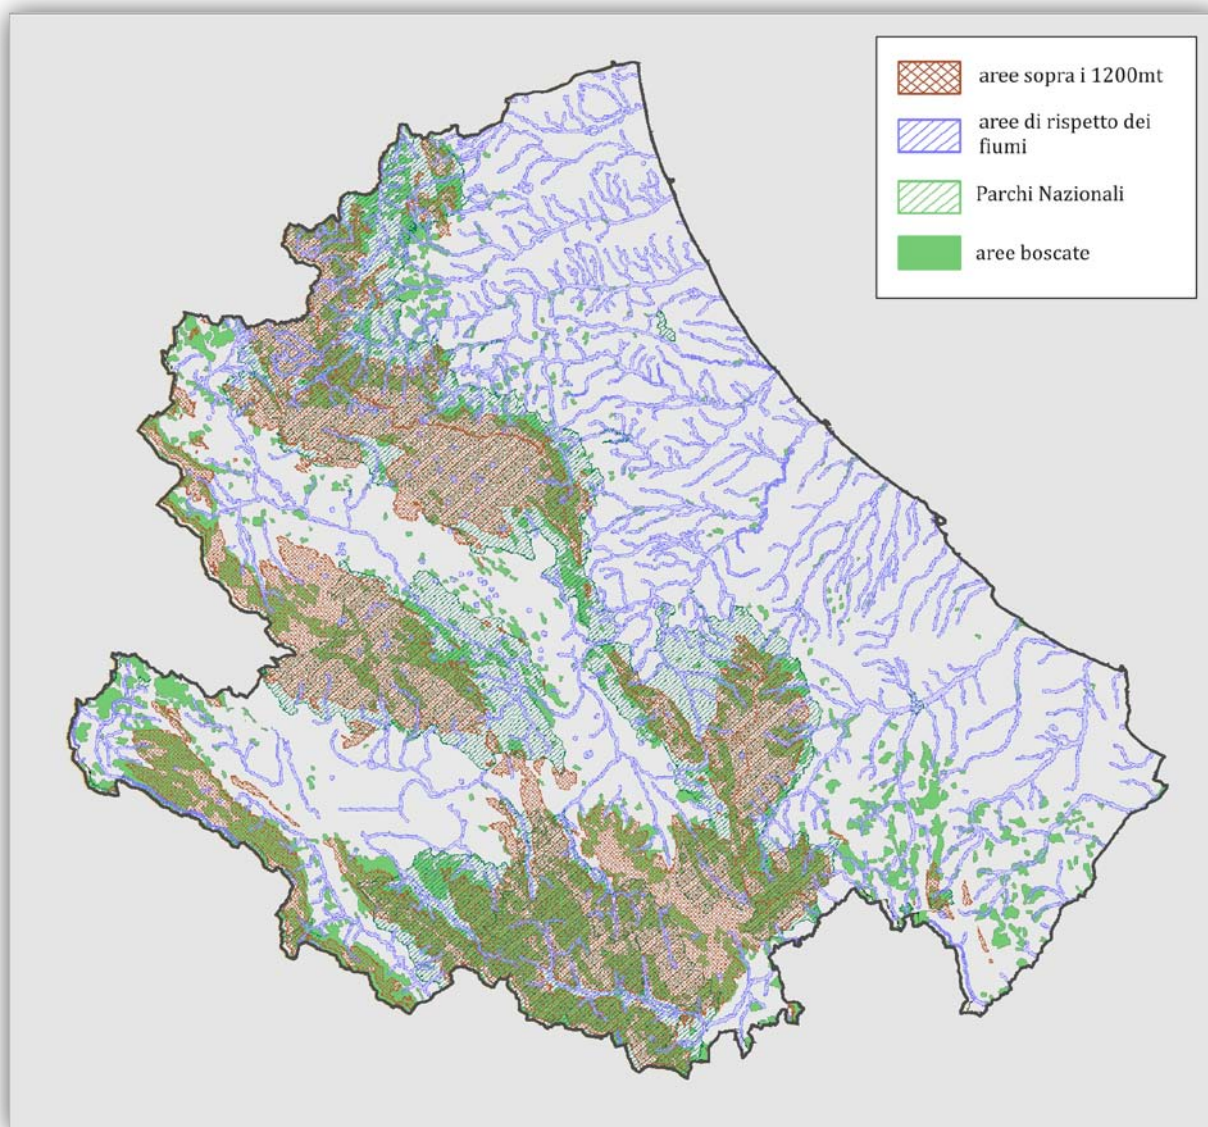 aree sopra i 1200mt
aree di rispetto dei
fiumi
Parchi Nazionali
aree boscate